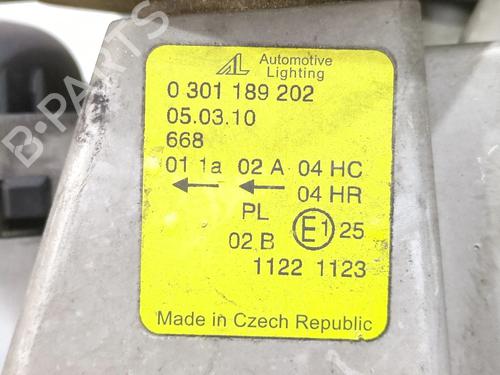 Automotive
Lighting
0 301 189 202
05.03.10
668
01 1a 02 A 04 HC
← ← 04 HR
PL
02 B E1 25
1122 1123
Made in Czech Republic
B-PARTS